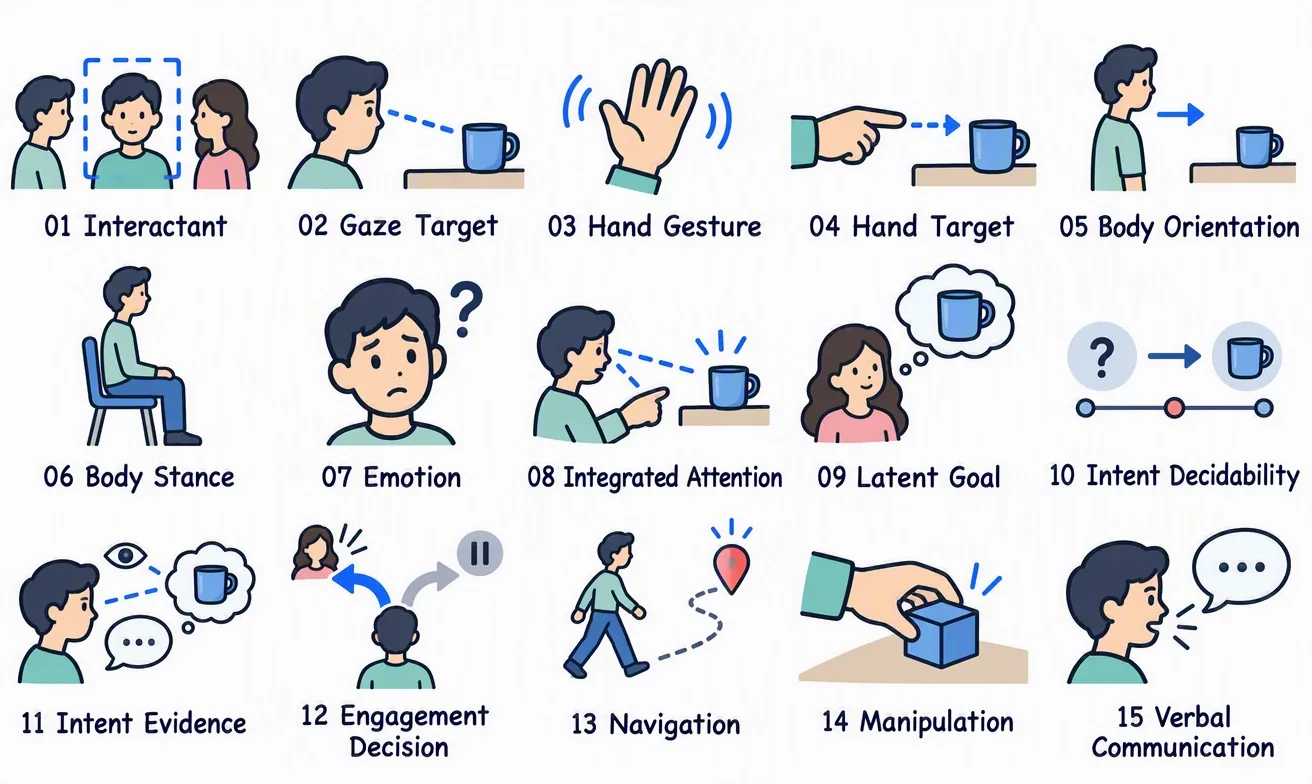 01 Interactant
02 Gaze Target
03 Hand Gesture
04 Hand Target
05 Body Orientation
?
06 Body Stance
07 Emotion
08 Integrated Attention
09 Latent Goal
?
10 Intent Decidability
11 Intent Evidence
12 Engagement
Decision
13 Navigation
14 Manipulation
15 Verbal
Communication